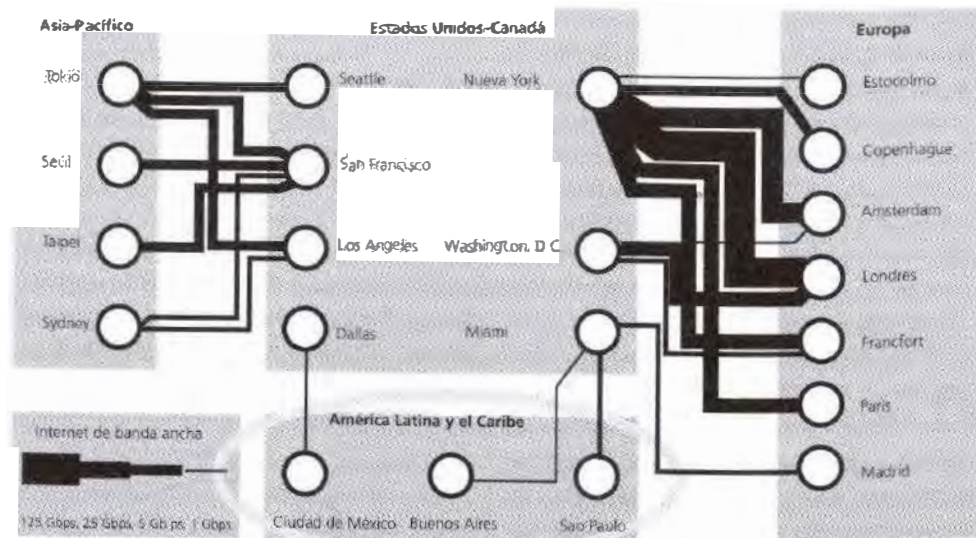 Asia-Pacífico
Estados Unidos-Canadá
Europa
Tokio
Seattle
Nueva York
Estocolmo
Seúl
San Francisco
Copenhague
Amsterdam
Taipei
Los Angeles
Washington, D C
Londres
Sydney
Dallas
Miami
Francfort
París
Internet de banda ancha
América Latina y el Caribe
Madrid
125 Gbps, 25 Gbps, 5 Gbps, 1 Gbps
Ciudad de México
Buenos Aires
Sao Paulo